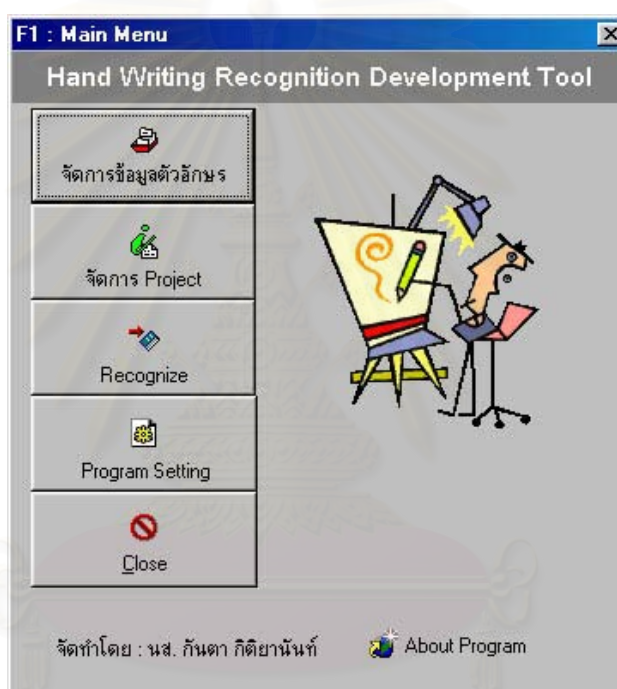 F1 : Main Menu
Hand Writing Recognition Development Tool
จัดการข้อมูลตัวอักษร
จัดการ Project
Recognize
Program Setting
Close
จัดทำโดย : นส. กันตา กิติยานันท์
About Program